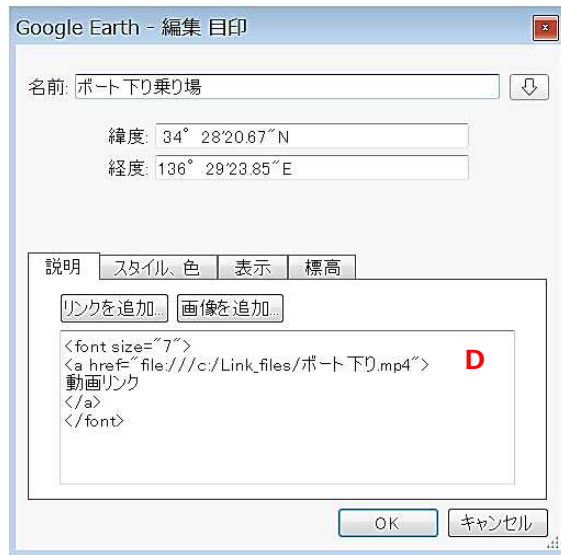 Google Earth - 編集 目印
名前: ボート下り乗り場
緯度: 34° 28'20.67"N
経度: 136° 29'23.85"E
説明 スタイル、色 表示 標高
リンクを追加... 画像を追加...
<font size="7">
<a href="file:///c:/Link_files/ボート下り.mp4"> D
動画リンク
</a>
</font>
OK キャンセル